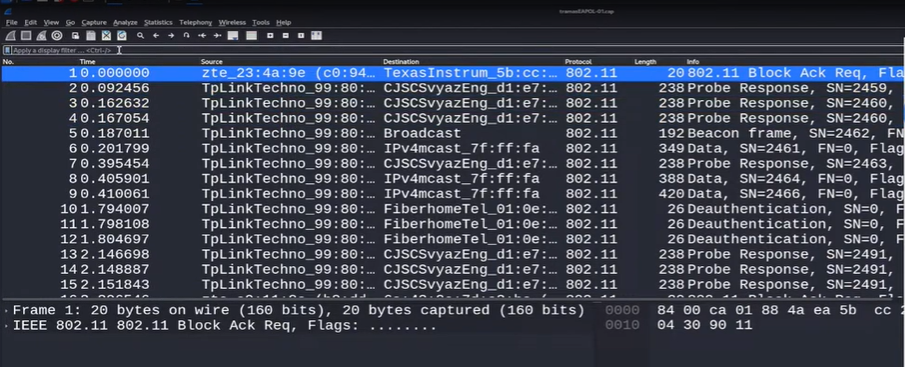 tramasEAPOL-01.cap
File Edit View Go Capture Analyze Statistics Telephony Wireless Tools Help
Apply a display filter ... <Ctrl-/>
No. Time Source Destination Protocol Length Info
1 0.000000 zte_23:4a:9e (c0:94… TexasInstrum_5b:cc:… 802.11 20 802.11 Block Ack Req, Fla
2 0.092456 TpLinkTechno_99:80:… CJSCSvyazEng_d1:e7:… 802.11 238 Probe Response, SN=2459,
3 0.162632 TpLinkTechno_99:80:… CJSCSvyazEng_d1:e7:… 802.11 238 Probe Response, SN=2460,
4 0.167054 TpLinkTechno_99:80:… CJSCSvyazEng_d1:e7:… 802.11 238 Probe Response, SN=2460,
5 0.187011 TpLinkTechno_99:80:… Broadcast 802.11 192 Beacon frame, SN=2462, FN
6 0.201799 TpLinkTechno_99:80:… IPv4mcast_7f:ff:fa 802.11 349 Data, SN=2461, FN=0, Flag
7 0.395454 TpLinkTechno_99:80:… CJSCSvyazEng_d1:e7:… 802.11 238 Probe Response, SN=2463,
8 0.405901 TpLinkTechno_99:80:… IPv4mcast_7f:ff:fa 802.11 388 Data, SN=2464, FN=0, Flag
9 0.410061 TpLinkTechno_99:80:… IPv4mcast_7f:ff:fa 802.11 420 Data, SN=2466, FN=0, Flag
10 1.794007 TpLinkTechno_99:80:… FiberhomeTel_01:0e:… 802.11 26 Deauthentication, SN=0, F
11 1.798108 TpLinkTechno_99:80:… FiberhomeTel_01:0e:… 802.11 26 Deauthentication, SN=0, F
12 1.804697 TpLinkTechno_99:80:… FiberhomeTel_01:0e:… 802.11 26 Deauthentication, SN=0, F
13 2.146698 TpLinkTechno_99:80:… CJSCSvyazEng_d1:e7:… 802.11 238 Probe Response, SN=2491,
14 2.148887 TpLinkTechno_99:80:… CJSCSvyazEng_d1:e7:… 802.11 238 Probe Response, SN=2491,
15 2.151843 TpLinkTechno_99:80:… CJSCSvyazEng_d1:e7:… 802.11 238 Probe Response, SN=2491,
Frame 1: 20 bytes on wire (160 bits), 20 bytes captured (160 bits) 0000 84 00 ca 01 88 4a ea 5b cc
IEEE 802.11 802.11 Block Ack Req, Flags: ........ 0010 04 30 90 11